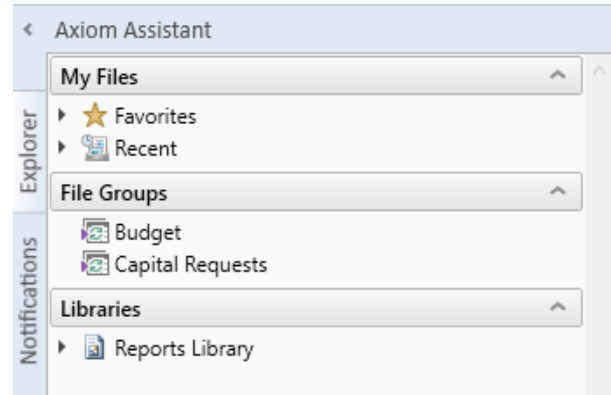 Axiom Assistant
My Files
Favorites
Recent
File Groups
Budget
Capital Requests
Libraries
Reports Library
Explorer
Notifications